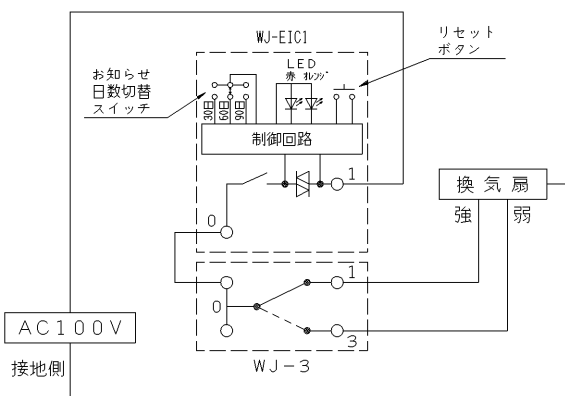 WJ-EIC1
リセット
ボタン
LED
赤 オレンジ
お知らせ
日数切替
スイッチ
30日
60日
90日
制御回路
1
0
換気扇
強
弱
1
0
3
AC100V
接地側
WJ-3